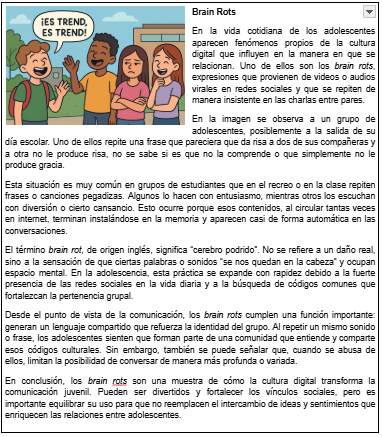 ¡ES TREND,
ES TREND!
Brain Rots
En la vida cotidiana de los adolescentes
aparecen fenómenos propios de la cultura
digital que influyen en la manera en que se
relacionan. Uno de ellos son los brain rots,
expresiones que provienen de videos o audios
virales en redes sociales y que se repiten de
manera insistente en las charlas entre pares.
En la imagen se observa a un grupo de
adolescentes, posiblemente a la salida de su
día escolar. Uno de ellos repite una frase que pareciera que da risa a dos de sus compañeras y
a otra no le produce risa, no se sabe si es que no la comprende o que simplemente no le
produce gracia.
Esta situación es muy común en grupos de estudiantes que en el recreo o en la clase repiten
frases o canciones pegadizas. Algunos lo hacen con entusiasmo, mientras otros los escuchan
con diversión o cierto cansancio. Esto ocurre porque esos contenidos, al circular tantas veces
en internet, terminan instalándose en la memoria y aparecen casi de forma automática en las
conversaciones.
El término brain rot, de origen inglés, significa “cerebro podrido”. No se refiere a un daño real,
sino a la sensación de que ciertas palabras o sonidos “se nos quedan en la cabeza” y ocupan
espacio mental. En la adolescencia, esta práctica se expande con rapidez debido a la fuerte
presencia de las redes sociales en la vida diaria y a la búsqueda de códigos comunes que
fortalezcan la pertenencia grupal.
Desde el punto de vista de la comunicación, los brain rots cumplen una función importante:
generan un lenguaje compartido que refuerza la identidad del grupo. Al repetir un mismo sonido
o frase, los adolescentes sienten que forman parte de una comunidad que entiende y comparte
esos códigos culturales. Sin embargo, también se puede señalar que, cuando se abusa de
ellos, limitan la posibilidad de conversar de manera más profunda o variada.
En conclusión, los brain rots son una muestra de cómo la cultura digital transforma la
comunicación juvenil. Pueden ser divertidos y fortalecer los vínculos sociales, pero es
importante equilibrar su uso para que no reemplacen el intercambio de ideas y sentimientos que
enriquecen las relaciones entre adolescentes.